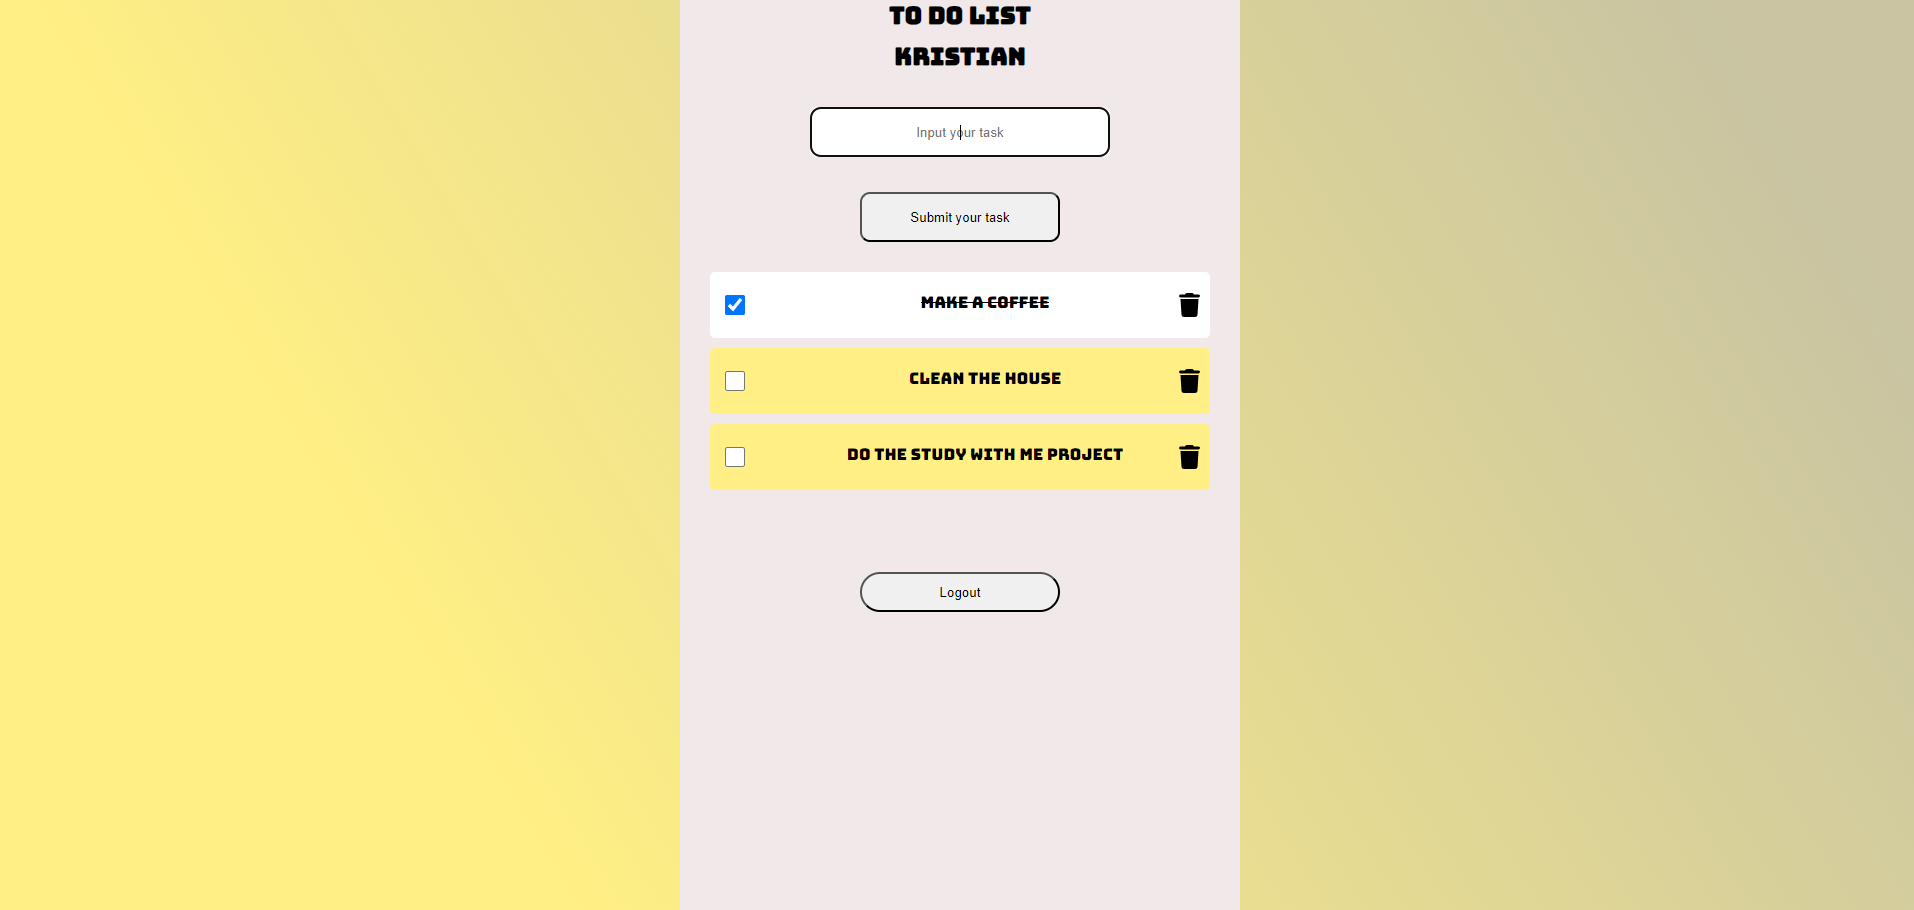 TO DO LIST
KRISTIAN
Input your task
Submit your task
MAKE A COFFEE
CLEAN THE HOUSE
DO THE STUDY WITH ME PROJECT
Logout